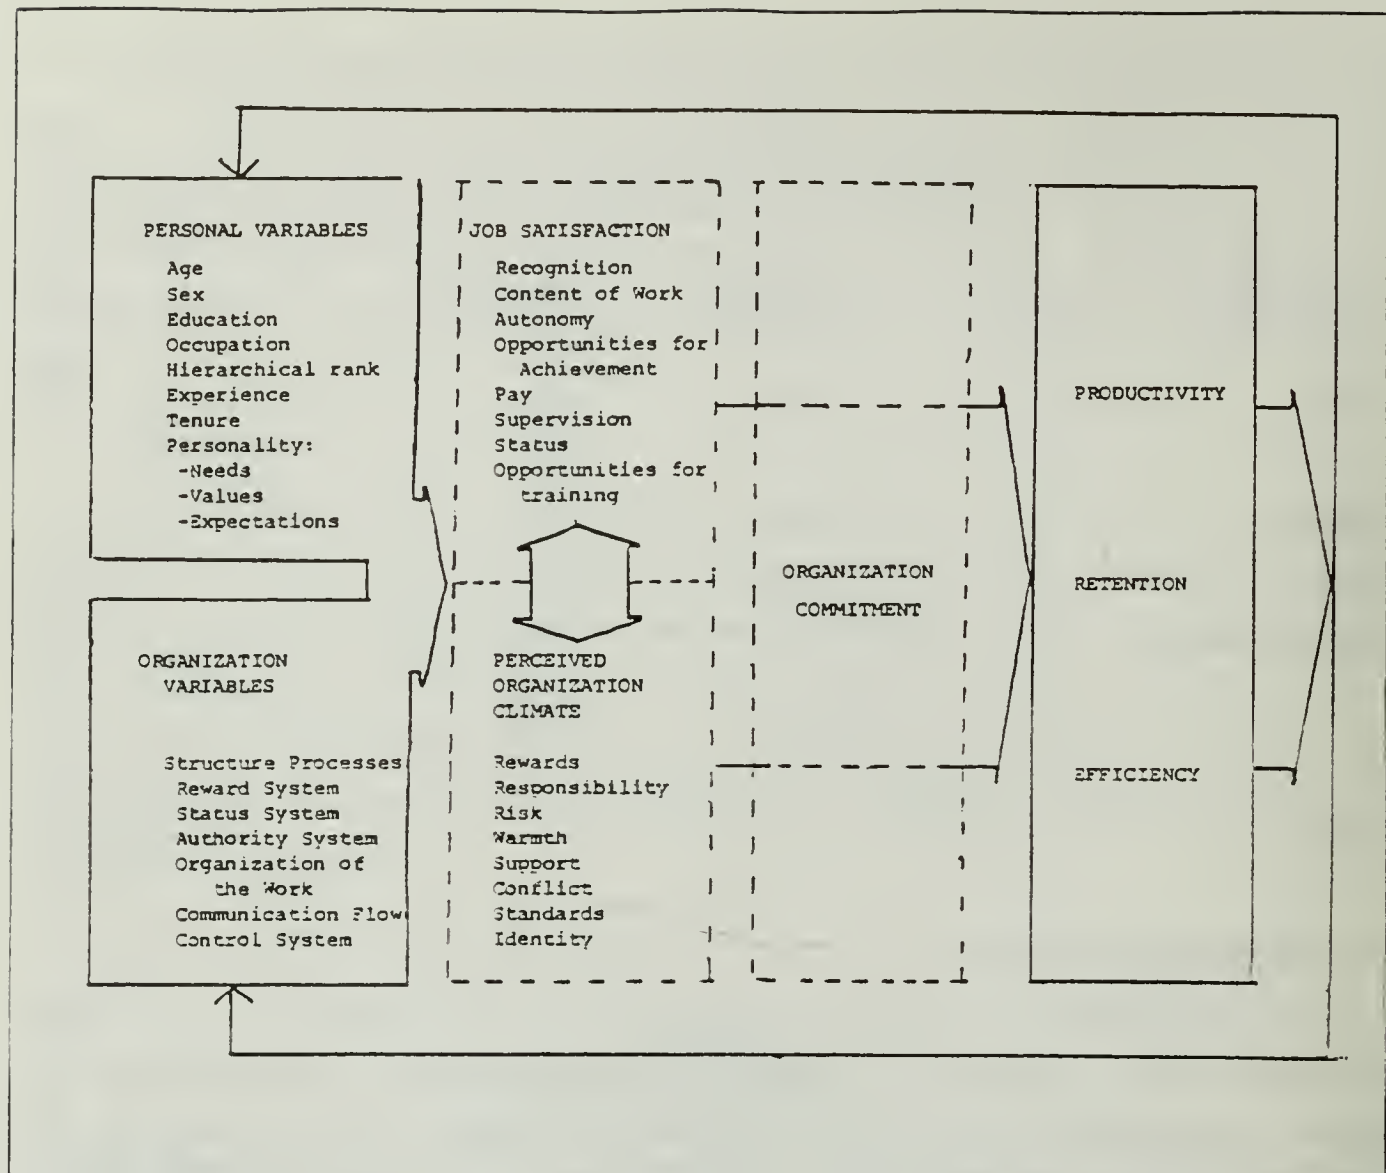 PERSONAL VARIABLES
Age
Sex
Education
Occupation
Hierarchical rank
Experience
Tenure
Personality:
-Needs
-Values
-Expectations
ORGANIZATION
VARIABLES
Structure Processes
Reward System
Status System
Authority System
Organization of
the Work
Communication Flow
Control System
JOB SATISFACTION
Recognition
Content of Work
Autonomy
Opportunities for
Achievement
Pay
Supervision
Status
Opportunities for
training
PERCEIVED
ORGANIZATION
CLIMATE
Rewards
Responsibility
Risk
Warmth
Support
Conflict
Standards
Identity
ORGANIZATION
COMMITMENT
PRODUCTIVITY
RETENTION
EFFICIENCY